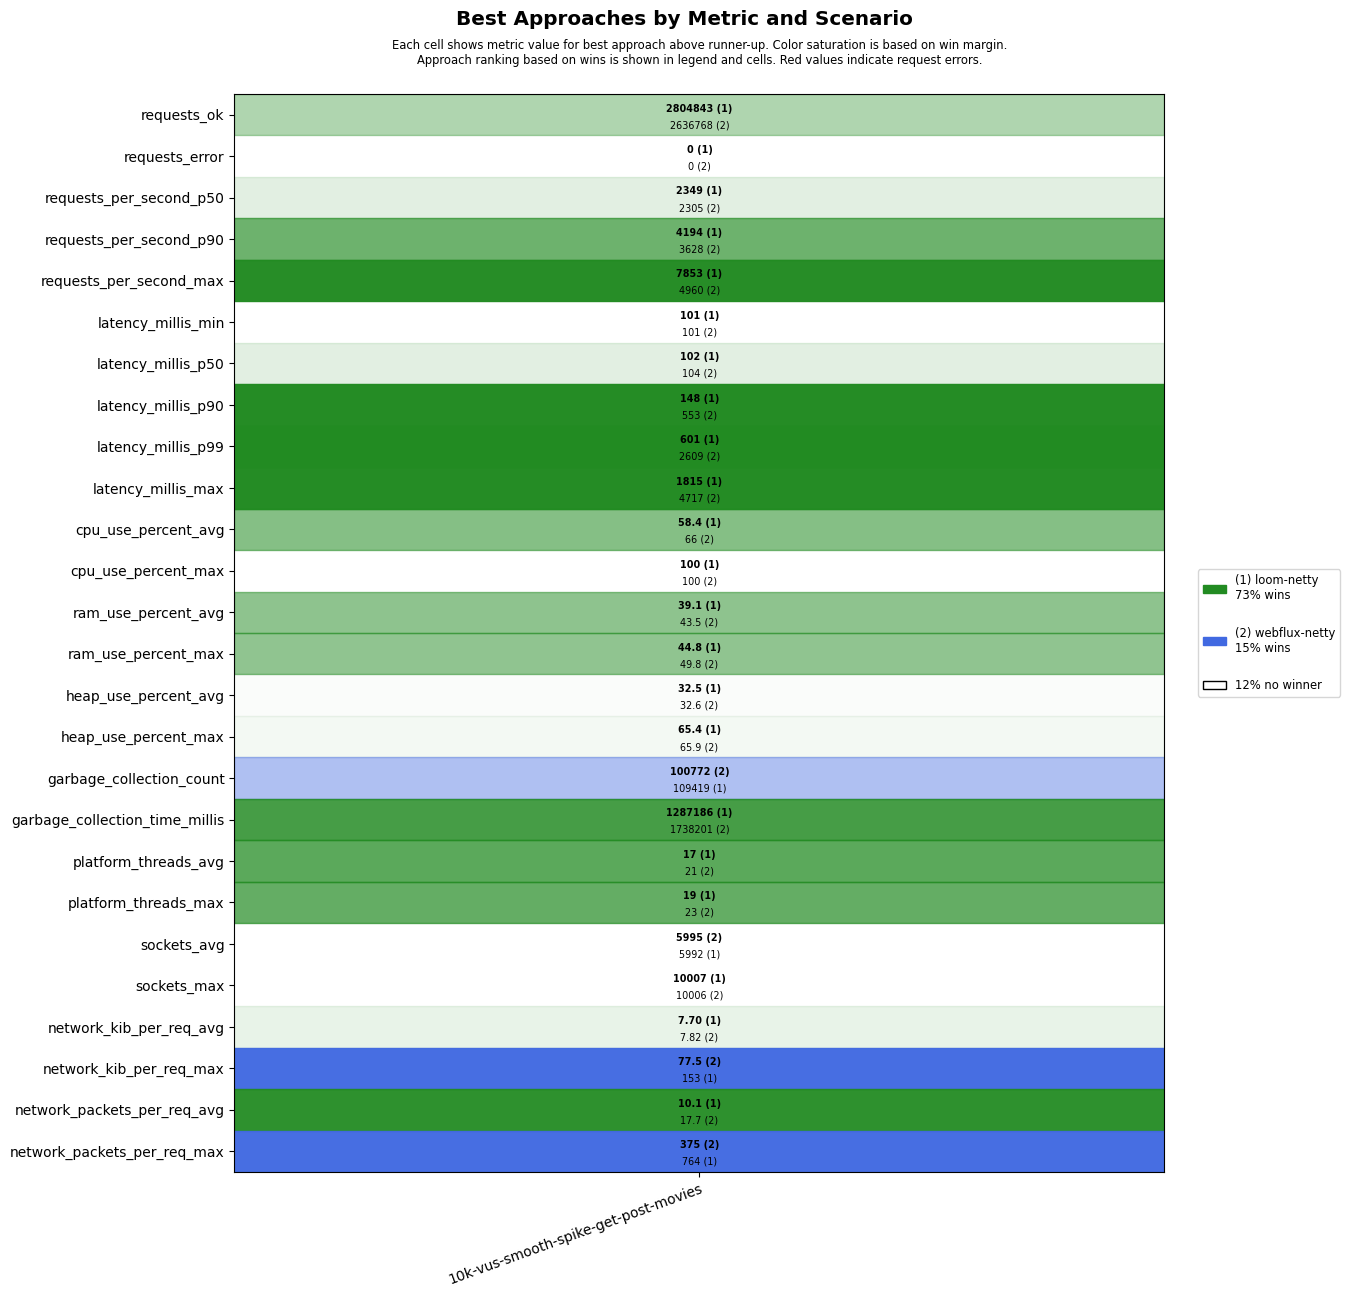 Best Approaches by Metric and Scenario
Each cell shows metric value for best approach above runner-up. Color saturation is based on win margin.
Approach ranking based on wins is shown in legend and cells. Red values indicate request errors.
requests_ok
2804843 (1)
2636768 (2)
requests_error
0 (1)
0 (2)
requests_per_second_p50
2349 (1)
2305 (2)
requests_per_second_p90
4194 (1)
3628 (2)
requests_per_second_max
7853 (1)
4960 (2)
latency_millis_min
101 (1)
101 (2)
latency_millis_p50
102 (1)
104 (2)
latency_millis_p90
148 (1)
553 (2)
latency_millis_p99
601 (1)
2609 (2)
latency_millis_max
1815 (1)
4717 (2)
cpu_use_percent_avg
58.4 (1)
66 (2)
cpu_use_percent_max
100 (1)
100 (2)
ram_use_percent_avg
39.1 (1)
43.5 (2)
ram_use_percent_max
44.8 (1)
49.8 (2)
heap_use_percent_avg
32.5 (1)
32.6 (2)
heap_use_percent_max
65.4 (1)
65.9 (2)
garbage_collection_count
100772 (2)
109419 (1)
garbage_collection_time_millis
1287186 (1)
1738201 (2)
platform_threads_avg
17 (1)
21 (2)
platform_threads_max
19 (1)
23 (2)
sockets_avg
5995 (2)
5992 (1)
sockets_max
10007 (1)
10006 (2)
network_kib_per_req_avg
7.70 (1)
7.82 (2)
network_kib_per_req_max
77.5 (2)
153 (1)
network_packets_per_req_avg
10.1 (1)
17.7 (2)
network_packets_per_req_max
375 (2)
764 (1)
10k-vus-smooth-spike-get-post-movies
(1) loom-netty
73% wins
(2) webflux-netty
15% wins
12% no winner